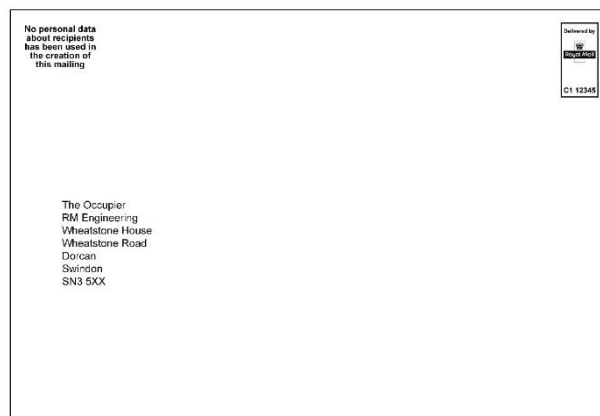 No personal data
about recipients
has been used in
the creation of
this mailing
Delivered by
Royal Mail
C1 12345
The Occupier
RM Engineering
Wheatstone House
Wheatstone Road
Dorcan
Swindon
SN3 5XX